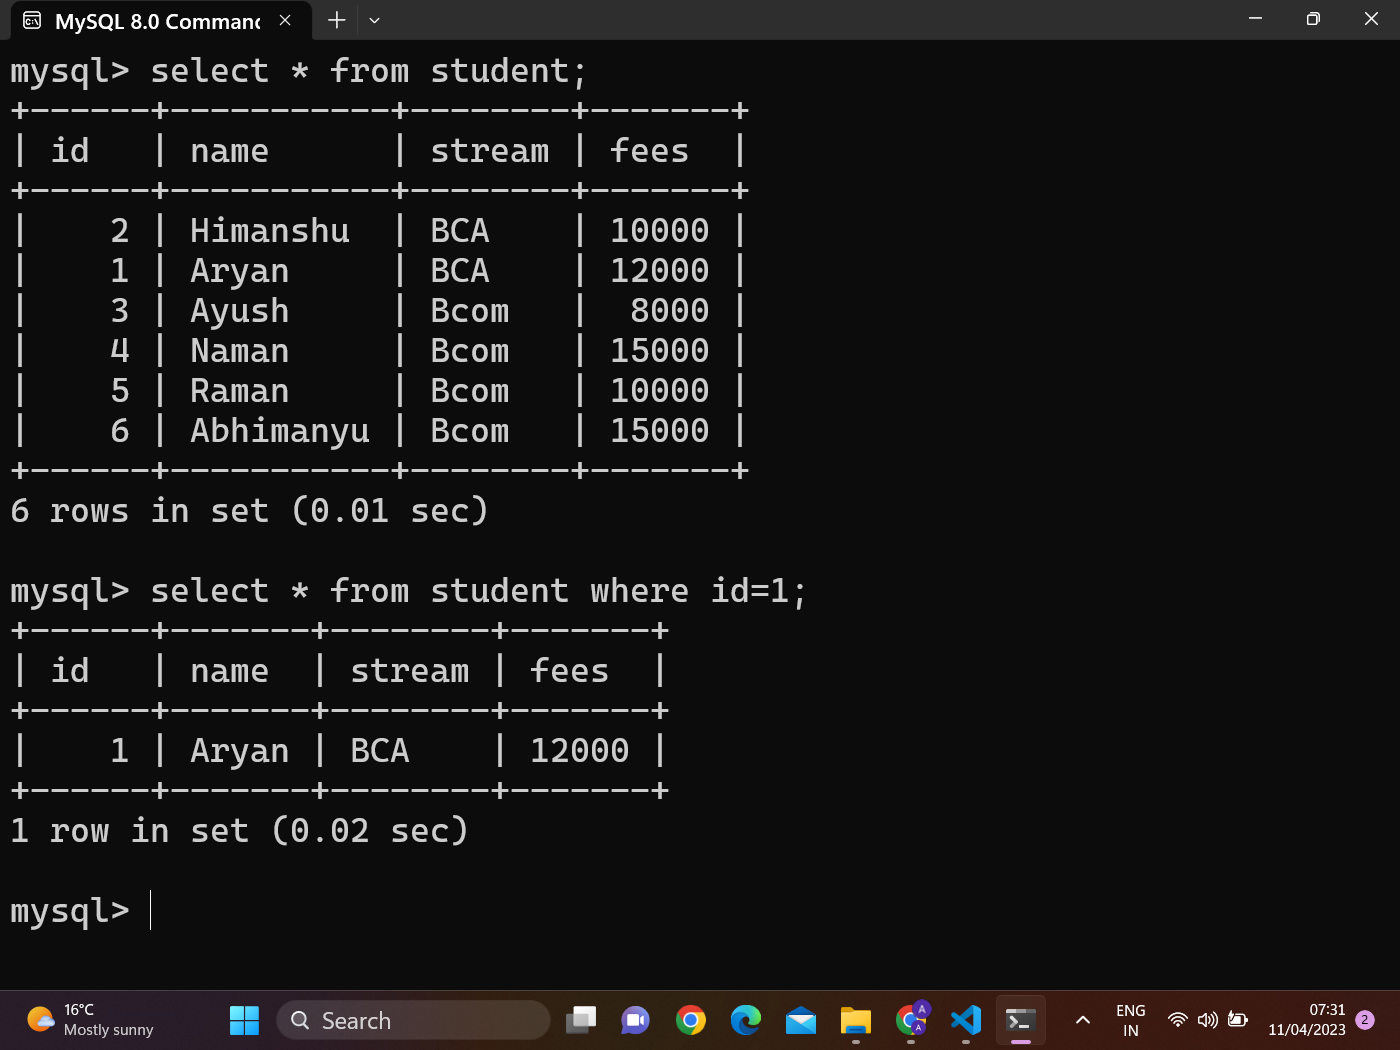 MySQL 8.0 Command
mysql> select * from student;
+------+-----------+--------+-------+
| id   | name      | stream | fees  |
+------+-----------+--------+-------+
|    2 | Himanshu  | BCA    | 10000 |
|    1 | Aryan     | BCA    | 12000 |
|    3 | Ayush     | Bcom   |  8000 |
|    4 | Naman     | Bcom   | 15000 |
|    5 | Raman     | Bcom   | 10000 |
|    6 | Abhimanyu | Bcom   | 15000 |
+------+-----------+--------+-------+
6 rows in set (0.01 sec)
mysql> select * from student where id=1;
+------+-------+--------+-------+
| id   | name  | stream | fees  |
+------+-------+--------+-------+
|    1 | Aryan | BCA    | 12000 |
+------+-------+--------+-------+
1 row in set (0.02 sec)
mysql>
16°C
Mostly sunny
Search
A
A
ENG
IN
07:31
11/04/2023
2